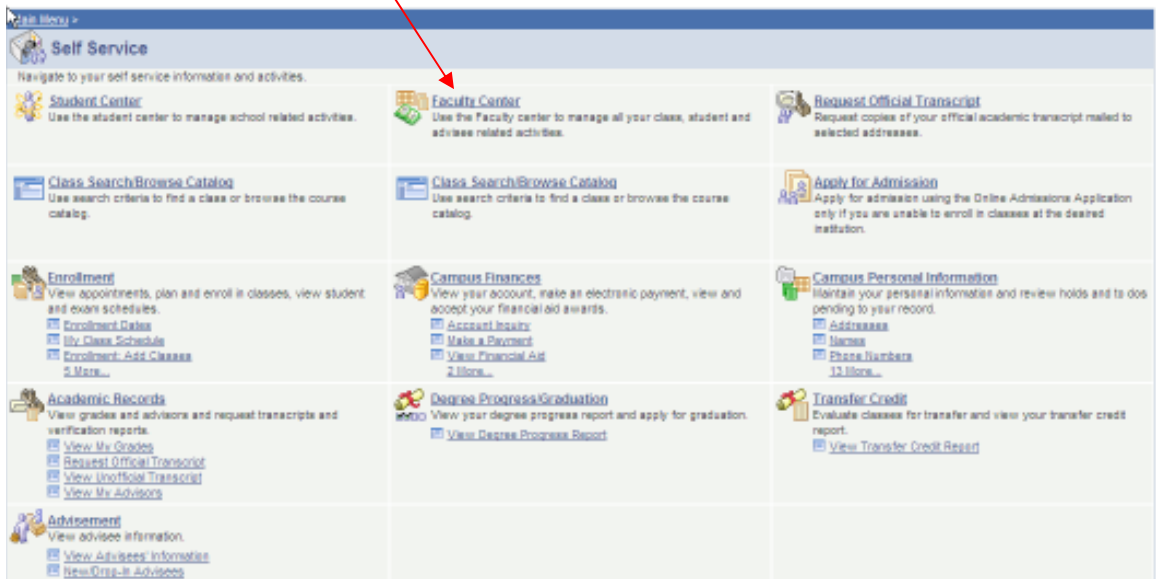 Main Menu >
Self Service
Navigate to your self service information and activities.
Student Center
Use the student center to manage school related activities.
Faculty Center
Use the Faculty center to manage all your class, student and
advisee related activities.
Request Official Transcript
Request copies of your official academic transcript mailed to
selected addresses.
Class Search/Browse Catalog
Use search criteria to find a class or browse the course
catalog.
Class Search/Browse Catalog
Use search criteria to find a class or browse the course
catalog.
Apply for Admission
Apply for admission using the Online Admissions Application
only if you are unable to enroll in classes at the desired
institution.
Enrollment
View appointments, plan and enroll in classes, view student
and exam schedules.
Enrollment Dates
My Class Schedule
Enrollment: Add Classes
5 More...
Campus Finances
View your account, make an electronic payment, view and
accept your financial aid awards.
Account Inquiry
Make a Payment
View Financial Aid
2 More...
Campus Personal Information
Maintain your personal information and review holds and to dos
pending to your record.
Addresses
Names
Phone Numbers
13 More...
Academic Records
View grades and advisors and request transcripts and
verification reports.
View My Grades
Request Official Transcript
View Unofficial Transcript
View My Advisors
Degree Progress/Graduation
View your degree progress report and apply for graduation.
View Degree Progress Report
Transfer Credit
Evaluate classes for transfer and view your transfer credit
report.
View Transfer Credit Report
Advisement
View advisee information.
View Advisees' Information
New/Drop-In Advisees